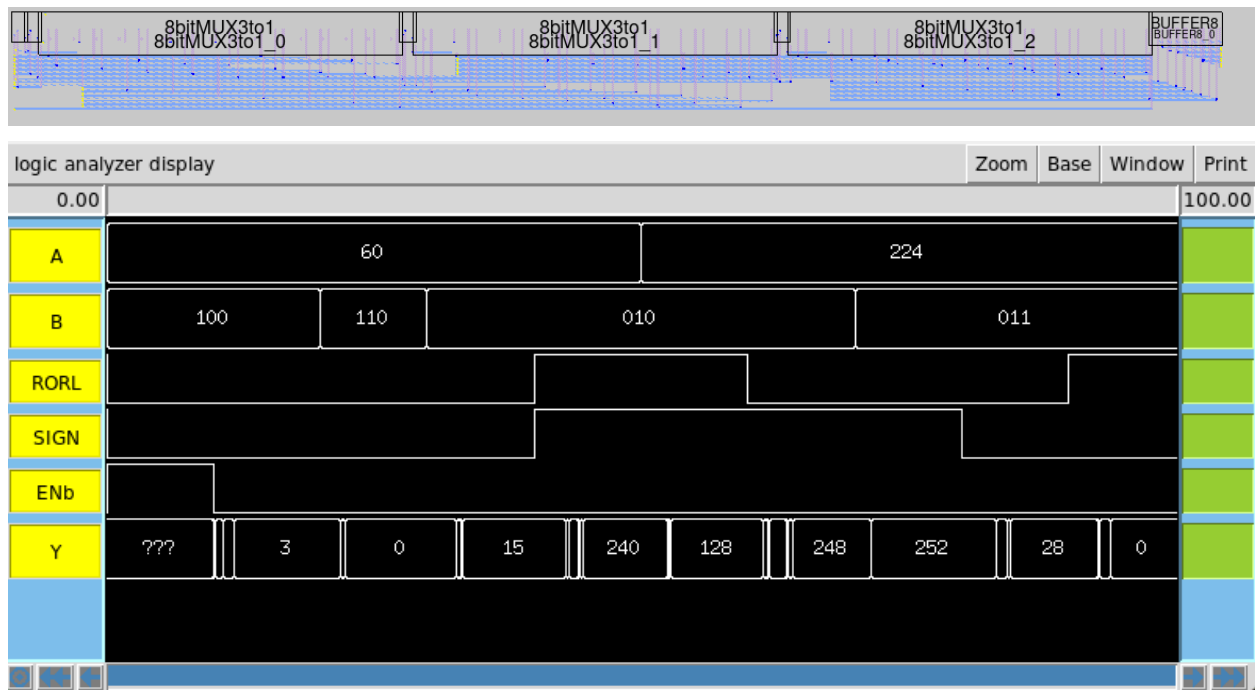 8bitMUX3to1
8bitMUX3to1_0
8bitMUX3to1
8bitMUX3to1_1
8bitMUX3to1
8bitMUX3to1_2
BUFFER8
BUFFER8_0
logic analyzer display
Zoom Base Window Print
0.00 100.00
A 60 224
B 100 110 010 011
RORL
SIGN
ENb
Y ??? 3 0 15 240 128 248 252 28 0